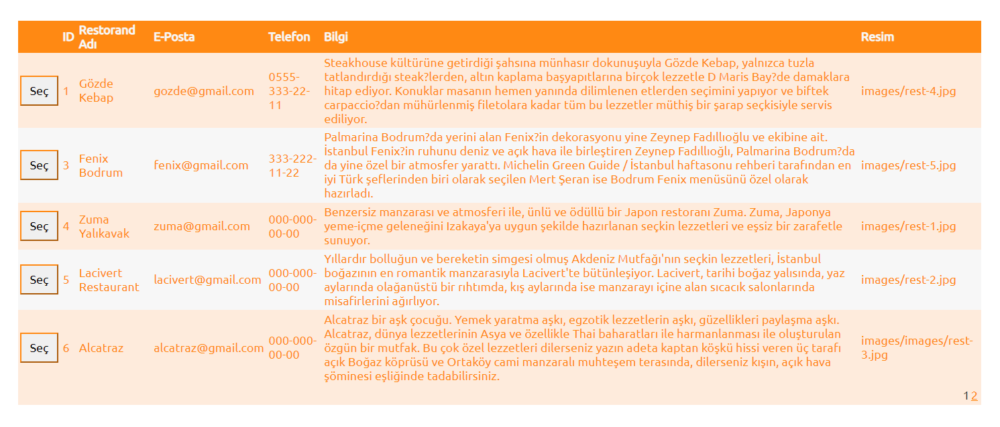 ID Restorand Adı E-Posta Telefon Bilgi Resim
Seç 1 Gözde Kebap gozde@gmail.com 0555-333-22-11
Steakhouse kültürüne getirdiği şahsına münhasır dokunuşuyla Gözde Kebap, yalnızca tuzla
tatlandırdığı steak?lerden, altın kaplama başyapıtlarına birçok lezzetle D Maris Bay?de damaklara
hitap ediyor. Konuklar masanın hemen yanında dilimlenen etlerden seçimini yapıyor ve biftek
carpaccio?dan mühürlenmiş filetolara kadar tüm bu lezzetler müthiş bir şarap seçkisiyle servis
ediliyor.
images/rest-4.jpg
Seç 3 Fenix Bodrum fenix@gmail.com 333-222-11-22
Palmarina Bodrum?da yerini alan Fenix?in dekorasyonu yine Zeynep Fadıllıoğlu ve ekibine ait.
İstanbul Fenix?in ruhunu deniz ve açık hava ile birleştiren Zeynep Fadıllıoğlı, Palmarina Bodrum?da
da yine özel bir atmosfer yarattı. Michelin Green Guide / İstanbul haftasonu rehberi tarafından en
iyi Türk şeflerinden biri olarak seçilen Mert Şeran ise Bodrum Fenix menüsünü özel olarak
hazırladı.
images/rest-5.jpg
Seç 4 Zuma Yalıkavak zuma@gmail.com 000-000-00-00
Benzersiz manzarası ve atmosferi ile, ünlü ve ödüllü bir Japon restoranı Zuma. Zuma, Japonya
yeme-içme geleneğini Izakaya'ya uygun şekilde hazırlanan seçkin lezzetleri ve eşsiz bir zarafetle
sunuyor.
images/rest-1.jpg
Seç 5 Lacivert Restaurant lacivert@gmail.com 000-000-00-00
Yıllardır bolluğun ve bereketin simgesi olmuş Akdeniz Mutfağı'nın seçkin lezzetleri, İstanbul
boğazının en romantik manzarasıyla Lacivert'te bütünleşiyor. Lacivert, tarihi boğaz yalısında, yaz
aylarında olağanüstü bir rıhtımda, kış aylarında ise manzarayı içine alan sıcacık salonlarında
misafirlerini ağırlıyor.
images/rest-2.jpg
Seç 6 Alcatraz alcatraz@gmail.com 000-000-00-00
Alcatraz bir aşk çocuğu. Yemek yaratma aşkı, egzotik lezzetlerin aşkı, güzellikleri paylaşma aşkı.
Alcatraz, dünya lezzetlerinin Asya ve özellikle Thai baharatları ile harmanlanması ile oluşturulan
özgün bir mutfak. Bu çok özel lezzetleri dilerseniz yazın adeta kaptan köşkü hissi veren üç tarafı
açık Boğaz köprüsü ve Ortaköy cami manzaralı muhteşem terasında, dilerseniz kışın, açık hava
şöminesi eşliğinde tadabilirsiniz.
images/images/rest-3.jpg
1 2